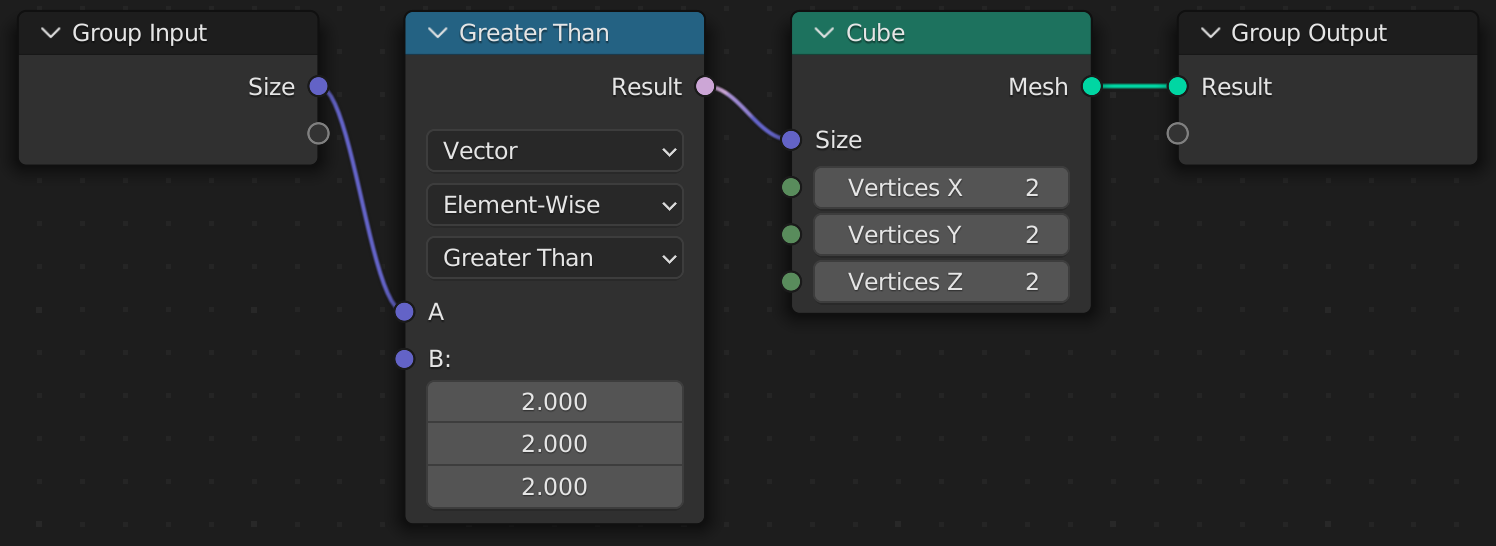 Group Input
Size
Greater Than
Result
Vector
Element-Wise
Greater Than
A
B:
2.000
2.000
2.000
Cube
Mesh
Size
Vertices X 2
Vertices Y 2
Vertices Z 2
Group Output
Result